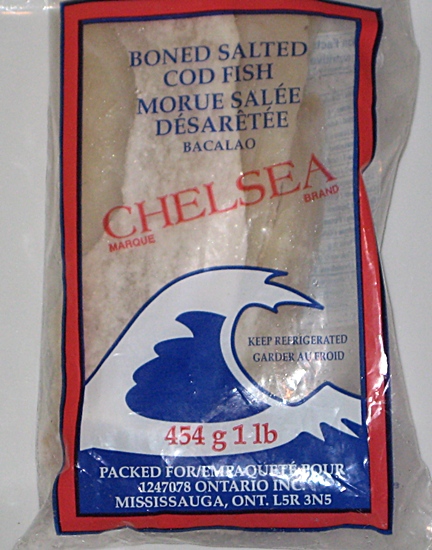 BONED SALTED
COD FISH
MORUE SALÉE
DÉSARÊTÉE
BACALAO
CHELSEA
MARQUE BRAND
KEEP REFRIGERATED
GARDER AU FROID
454 g 1 lb
PACKED FOR/EMPAQUETÉ POUR
1247078 ONTARIO INC.
MISSISSAUGA, ONT. L5R 3N5